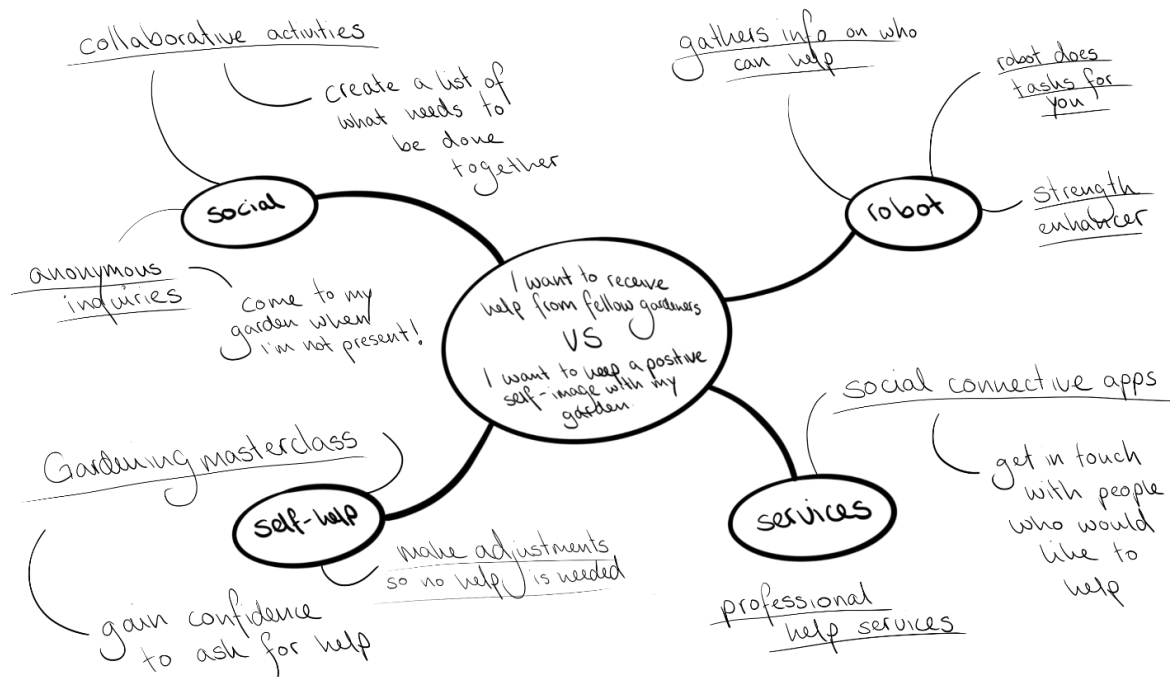 collaborative activities
create a list of
what needs to
be done
together
social
anonymous
inquiries
come to my
garden when
i'm not present!
gathers info on who
can help
robot does
tasks for
you
robot
strength
enhancer
I want to receive
help from fellow gardeners
VS
I want to keep a positive
self-image with my
garden.
Gardening masterclass
self-help
make adjustments
so no help is needed
gain confidence
to ask for help
social connective apps
get in touch
with people
who would
like to
help
services
professional
help services